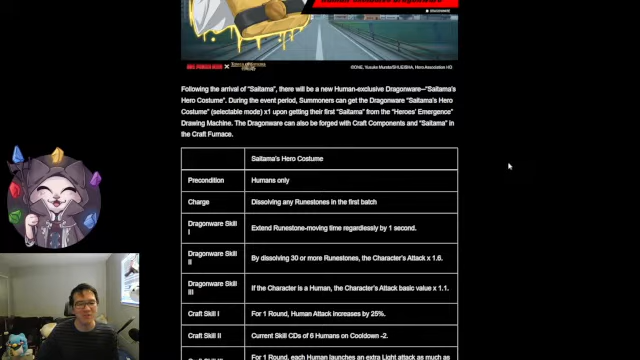 ONE PUNCH MAN
©ONE, Yusuke Murata/SHUEISHA, Hero Association HQ
Following the arrival of "Saitama", there will be a new Human-exclusive Dragonware–"Saitama's
Hero Costume". During the event period, Summoners can get the Dragonware "Saitama's Hero
Costume" (selectable mode) x1 upon getting their first "Saitama" from the "Heroes' Emergence"
Drawing Machine. The Dragonware can also be forged with Craft Components and "Saitama" in
the Craft Furnace.
Saitama's Hero Costume
Precondition Humans only
Charge Dissolving any Runestones in the first batch
Dragonware Skill I Extend Runestone-moving time regardlessly by 1 second.
Dragonware Skill II By dissolving 30 or more Runestones, the Character's Attack x 1.6.
Dragonware Skill III If the Character is a Human, the Character's Attack basic value x 1.1.
Craft Skill I For 1 Round, Human Attack increases by 25%.
Craft Skill II Current Skill CDs of 6 Humans on Cooldown -2.
For 1 Round, each Human launches an extra Light attack as much as